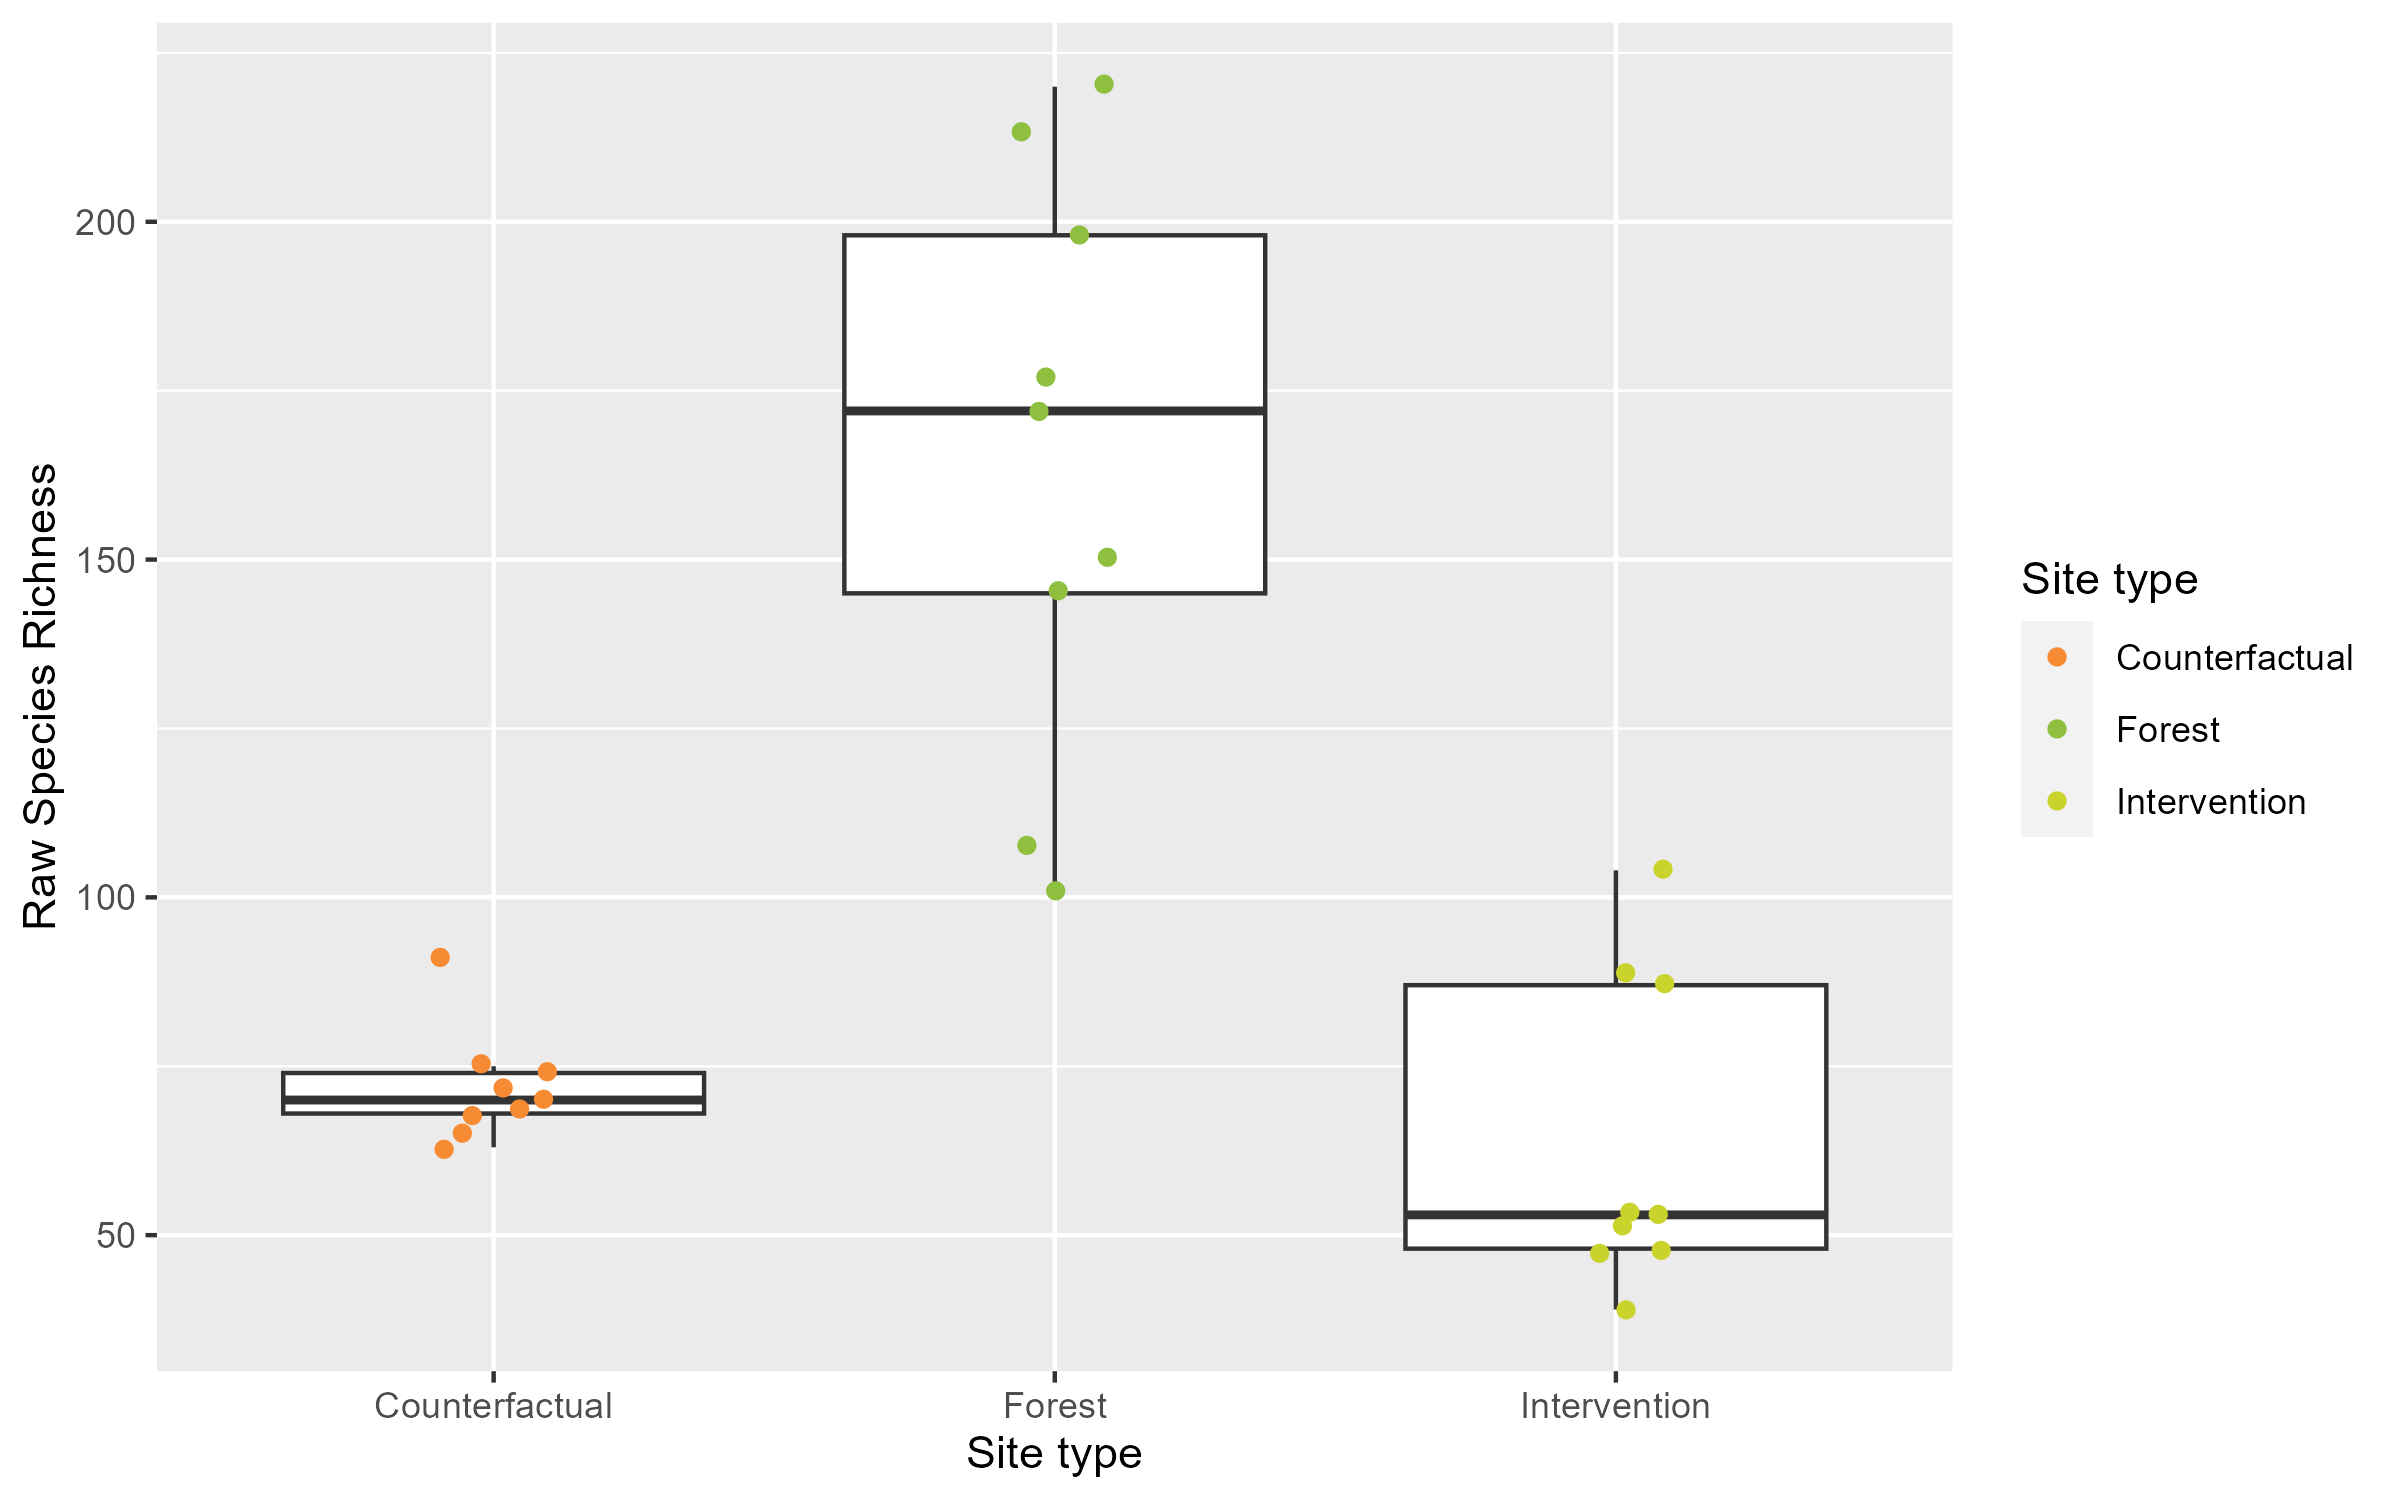 Raw Species Richness
200
150
100
50
Counterfactual
Forest
Intervention
Site type
Site type
Counterfactual
Forest
Intervention